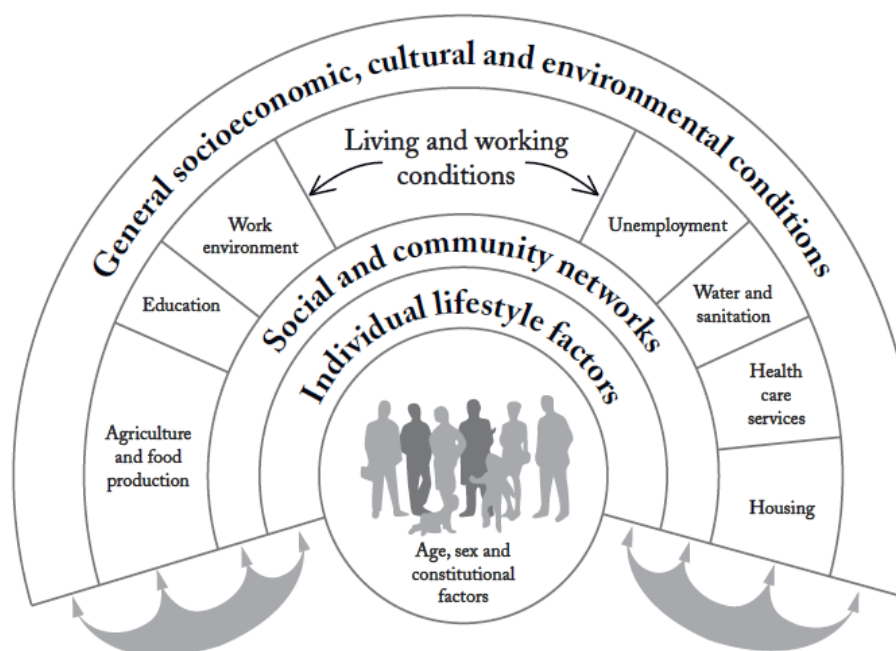 General socioeconomic, cultural and environmental conditions
Living and working
conditions
Work
environment
Unemployment
Education
Water and
sanitation
Agriculture
and food
production
Health
care
services
Housing
Social and community networks
Individual lifestyle factors
Age, sex and
constitutional
factors